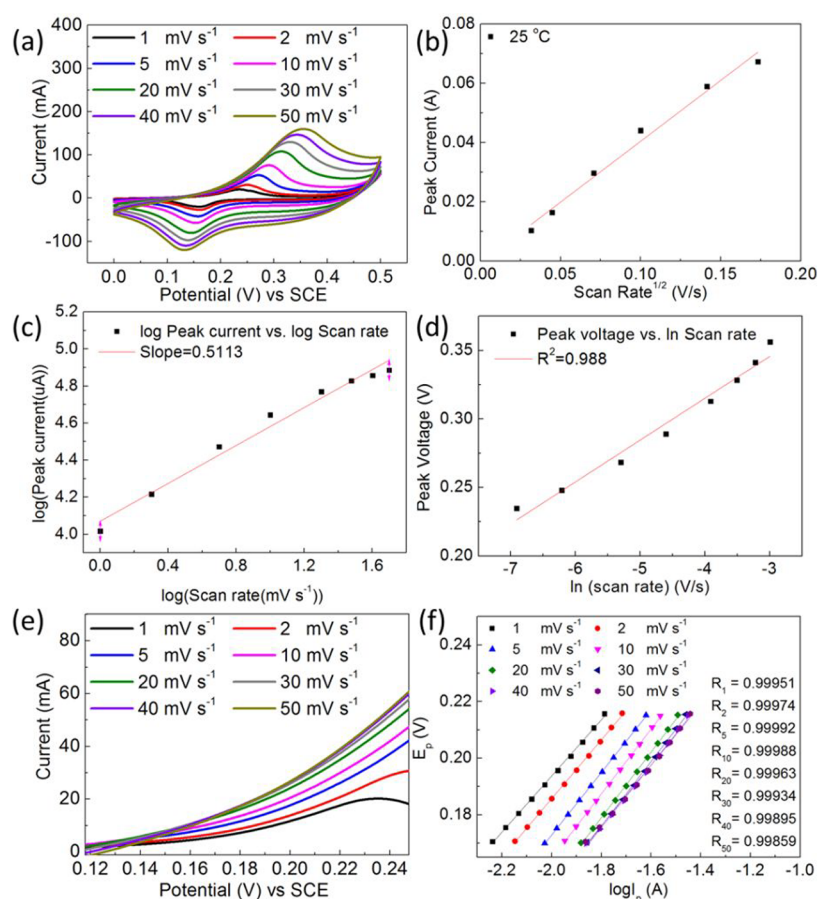 (a)
1 mV s⁻¹ 2 mV s⁻¹
5 mV s⁻¹ 10 mV s⁻¹
20 mV s⁻¹ 30 mV s⁻¹
40 mV s⁻¹ 50 mV s⁻¹
Current (mA)
400
300
200
100
0
-100
0.0 0.1 0.2 0.3 0.4 0.5
Potential (V) vs SCE
(b)
25 °C
Peak Current (A)
0.08
0.06
0.04
0.02
0.00
0.05 0.10 0.15 0.20
Scan Rate¹ᐟ² (V/s)
(c)
log Peak current vs. log Scan rate
Slope=0.5113
log(Peak current(uA))
5.2
5.0
4.8
4.6
4.4
4.2
4.0
0.0 0.4 0.8 1.2 1.6
log(Scan rate(mV s⁻¹))
(d)
Peak voltage vs. ln Scan rate
R²=0.988
Peak Voltage (V)
0.35
0.30
0.25
0.20
-7 -6 -5 -4 -3
ln (scan rate) (V/s)
(e)
1 mV s⁻¹ 2 mV s⁻¹
5 mV s⁻¹ 10 mV s⁻¹
20 mV s⁻¹ 30 mV s⁻¹
40 mV s⁻¹ 50 mV s⁻¹
Current (mA)
80
60
40
20
0
0.12 0.14 0.16 0.18 0.20 0.22 0.24
Potential (V) vs SCE
(f)
1 mV s⁻¹ 2 mV s⁻¹
5 mV s⁻¹ 10 mV s⁻¹
20 mV s⁻¹ 30 mV s⁻¹
40 mV s⁻¹ 50 mV s⁻¹
R₁ = 0.99951
R₂ = 0.99974
R₅ = 0.99992
R₁₀ = 0.99988
R₂₀ = 0.99963
R₃₀ = 0.99934
R₄₀ = 0.99895
R₅₀ = 0.99859
Eₚ (V)
0.24
0.22
0.20
0.18
-2.2 -2.0 -1.8 -1.6 -1.4 -1.2 -1.0
logIₚ (A)